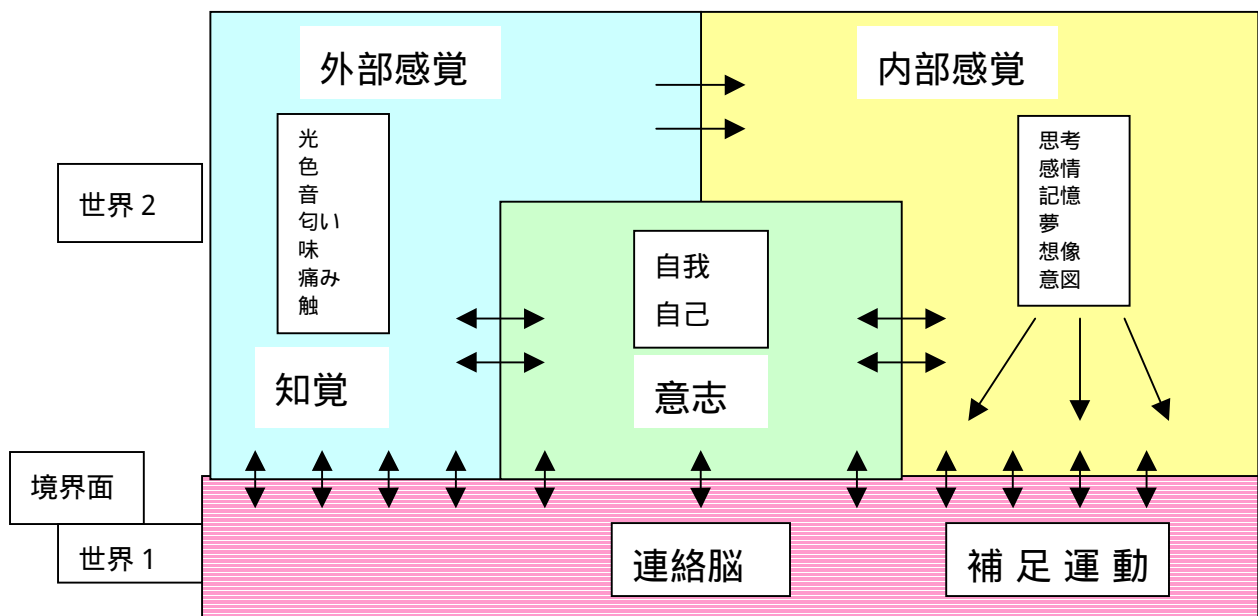 外部感覚
内部感覚
光
色
音
匂い
味
痛み
触
思考
感情
記憶
夢
想像
意図
世界2
自我
自己
知覚
意志
境界面
世界1
連絡脳
補足運動